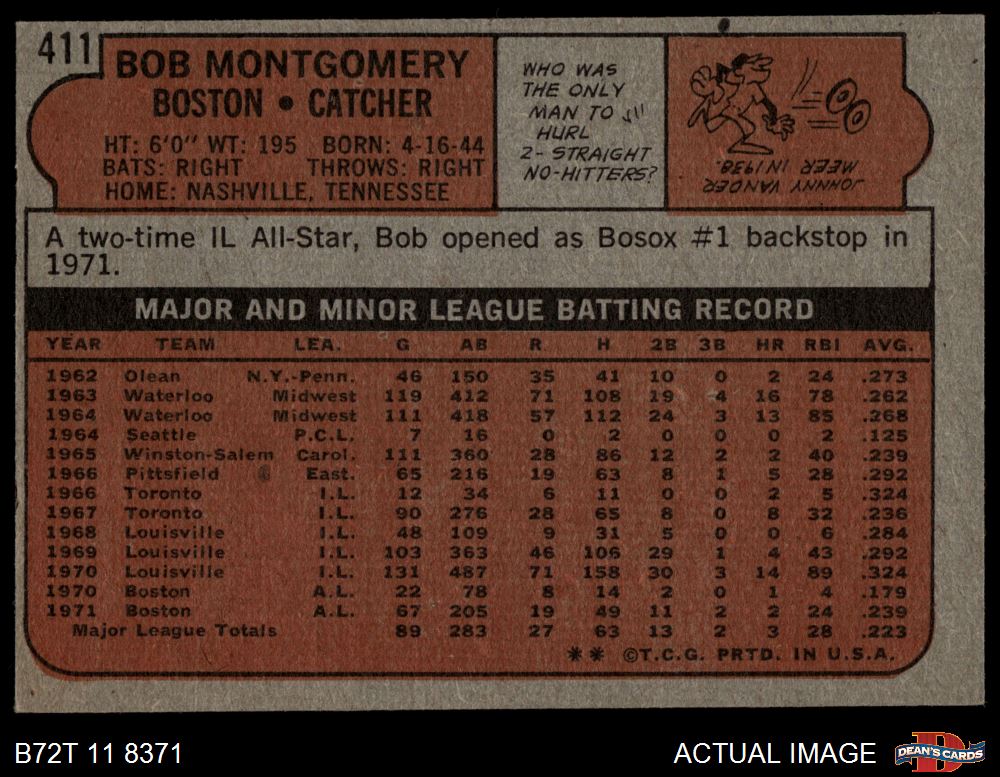 411
BOB MONTGOMERY
BOSTON • CATCHER
HT: 6'0" WT: 195 BORN: 4-16-44
BATS: RIGHT THROWS: RIGHT
HOME: NASHVILLE, TENNESSEE
WHO WAS
THE ONLY
MAN TO
HURL
2- STRAIGHT
NO-HITTERS?
JOHNNY VANDER
MEER IN 1938.
A two-time IL All-Star, Bob opened as Bosox #1 backstop in
1971.
MAJOR AND MINOR LEAGUE BATTING RECORD
YEAR TEAM LEA. G AB R H 2B 3B HR RBI AVG.
1962 Olean N.Y.-Penn. 46 150 35 41 10 0 2 24 .273
1963 Waterloo Midwest 119 412 71 108 19 4 16 78 .262
1964 Waterloo Midwest 111 418 57 112 24 3 13 85 .268
1964 Seattle P.C.L. 7 16 0 2 0 0 0 2 .125
1965 Winston-Salem Carol. 111 360 28 86 12 2 2 40 .239
1966 Pittsfield East. 65 216 19 63 8 1 5 28 .292
1966 Toronto I.L. 12 34 6 11 0 0 2 5 .324
1967 Toronto I.L. 90 276 28 65 8 0 8 32 .236
1968 Louisville I.L. 48 109 9 31 5 0 0 6 .284
1969 Louisville I.L. 103 363 46 106 29 1 4 43 .292
1970 Louisville I.L. 131 487 71 158 30 3 14 89 .324
1970 Boston A.L. 22 78 8 14 2 0 1 4 .179
1971 Boston A.L. 67 205 19 49 11 2 2 24 .239
Major League Totals 89 283 27 63 13 2 3 28 .223
** ©T.C.G. PRTD. IN U.S.A.
B72T 11 8371
ACTUAL IMAGE
D
DEAN'S CARDS